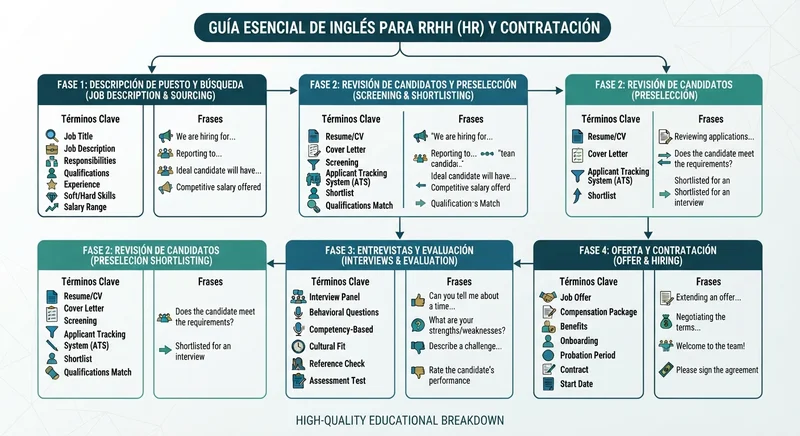 GUÍA ESENCIAL DE INGLÉS PARA RRHH (HR) Y CONTRATACIÓN
FASE 1: DESCRIPCIÓN DE PUESTO Y BÚSQUEDA
(JOB DESCRIPTION & SOURCING)
Términos Clave
Job Title
Job Description
Responsibilities
Qualifications
Experience
Soft/Hard Skills
Salary Range
Frases
We are hiring for...
Reporting to...
Ideal candidate will have...
Competitive salary offered
FASE 2: REVISIÓN DE CANDIDATOS Y PRESELECCIÓN
(SCREENING & SHORTLISTING)
Términos Clave
Resume/CV
Cover Letter
Screening
Applicant Tracking
System (ATS)
Shortlist
Qualifications Match
Frases
"We are hiring for...
Reporting to... "tean
candida.."
Ideal candidate will have...
Competitive salary offered
Qualification's Match
FASE 2: REVISIÓN DE CANDIDATOS
(PRESELECCIÓN)
Términos Clave
Resume/CV
Cover Letter
Applicant Tracking
System (ATS)
Shortlist
Frases
Reviewing applications...
Does the candidate meet
the requirements?
Shortlisted for an
Shortlisted for an
interview
FASE 2: REVISIÓN DE CANDIDATOS
(PRESELECIÓN SHORTLISTING)
Términos Clave
Resume/CV
Cover Letter
Screening
Applicant Tracking
System (ATS)
Shortlist
Qualifications Match
Frases
Does the candidate meet
the requirements?
Shortlisted for an
interview
FASE 3: ENTREVISTAS Y EVALUACIÓN
(INTERVIEWS & EVALUATION)
Términos Clave
Interview Panel
Behavioral Questions
Competency-Based
Cultural Fit
Reference Check
Assessment Test
Frases
Can you tell me about
a time...
What are your
strengths/weaknesses?
Describe a challenge...
Rate the candidate's
performance
FASE 4: OFERTA Y CONTRATACIÓN
(OFFER & HIRING)
Términos Clave
Job Offer
Compensation Package
Benefits
Onboarding
Probation Period
Contract
Start Date
Frases
Extending an offer...
Negotiating the
terms...
Welcome to the team!
Please sign the agreement
HIGH-QUALITY EDUCATIONAL BREAKDOWN